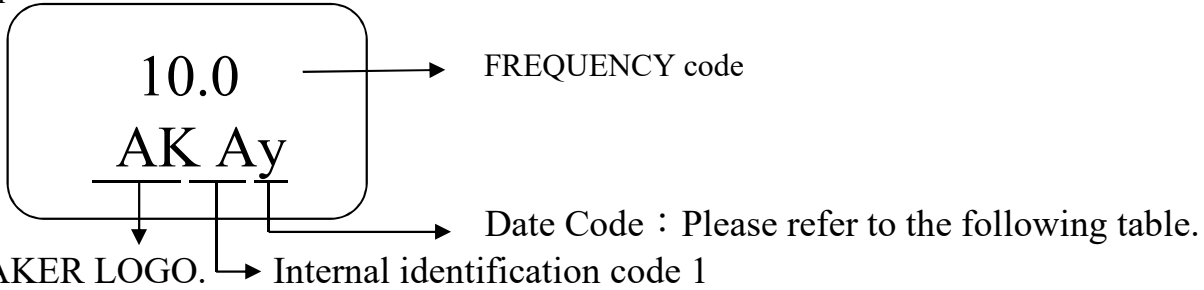 10.0
FREQUENCY code
AK Ay
Date Code：Please refer to the following table.
AKER LOGO.
Internal identification code 1